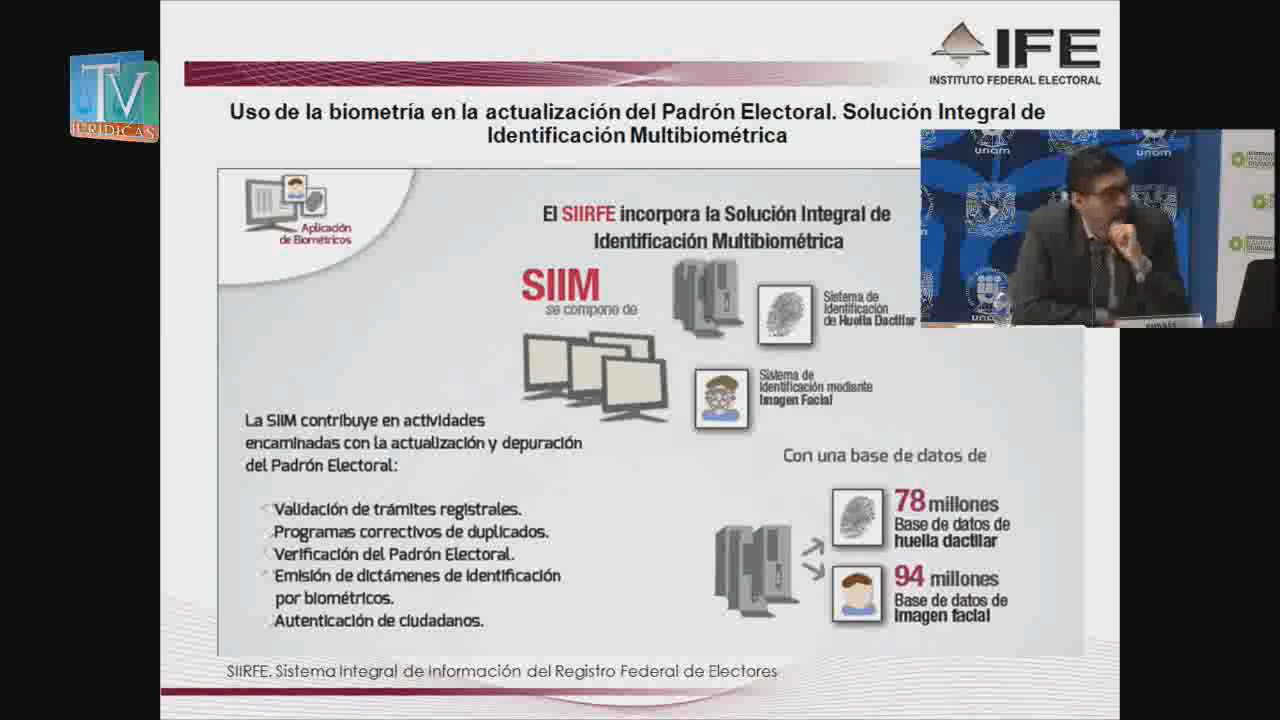 TV
JURIDICAS
IFE
INSTITUTO FEDERAL ELECTORAL
Uso de la biometría en la actualización del Padrón Electoral. Solución Integral de
Identificación Multibiométrica
Aplicación
de Biométricos
El SIIRFE incorpora la Solución Integral de
Identificación Multibiométrica
SIIM
se compone de
Sistema de
Identificación
de Huella Dactilar
Sistema de
Identificación mediante
Imagen Facial
unam
unam
unam
unam
La SIIM contribuye en actividades
encaminadas con la actualización y depuración
del Padrón Electoral:
Validación de trámites registrales.
Programas correctivos de duplicados.
Verificación del Padrón Electoral.
Emisión de dictámenes de identificación
por biométricos.
Autenticación de ciudadanos.
Con una base de datos de
78 millones
Base de datos de
huella dactilar
94 millones
Base de datos de
Imagen facial
SIIRFE. Sistema Integral de Información del Registro Federal de Electores